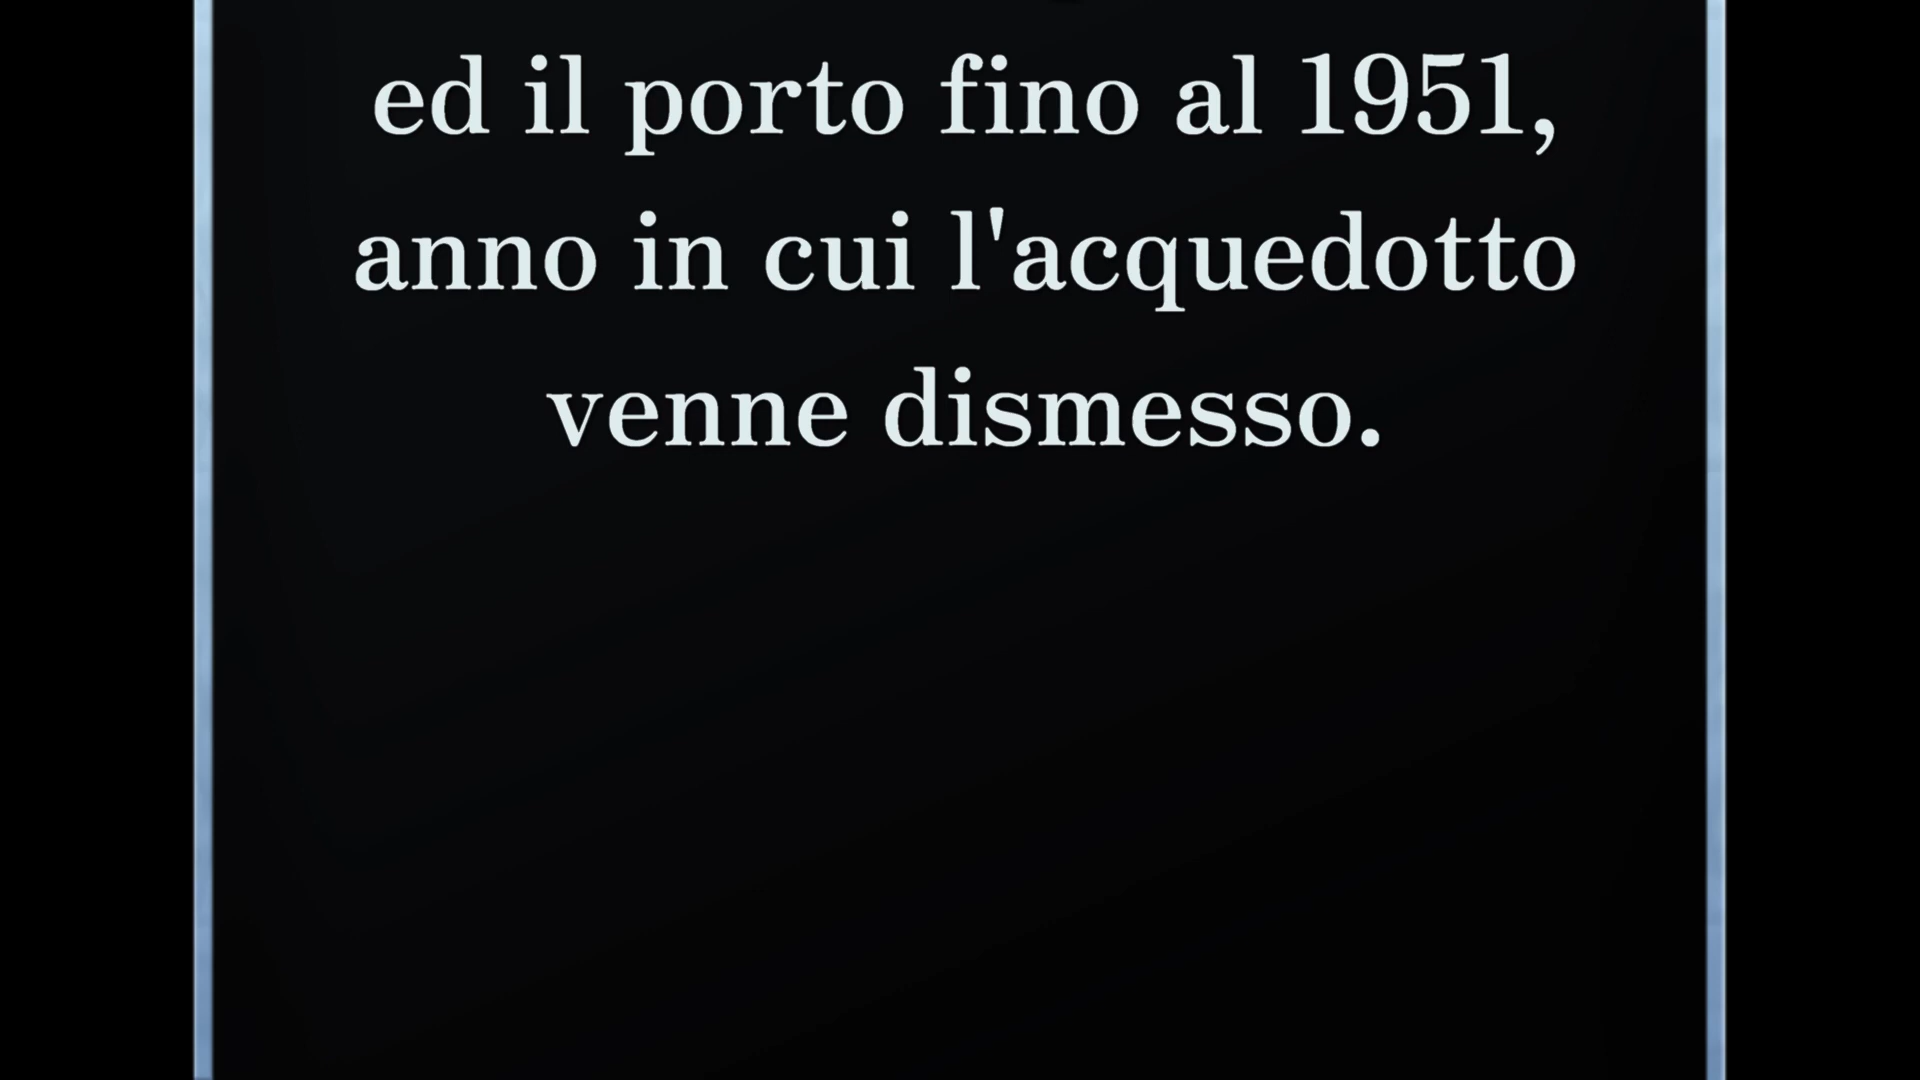 ed il porto fino al 1951,
anno in cui l'acquedotto
venne dismesso.